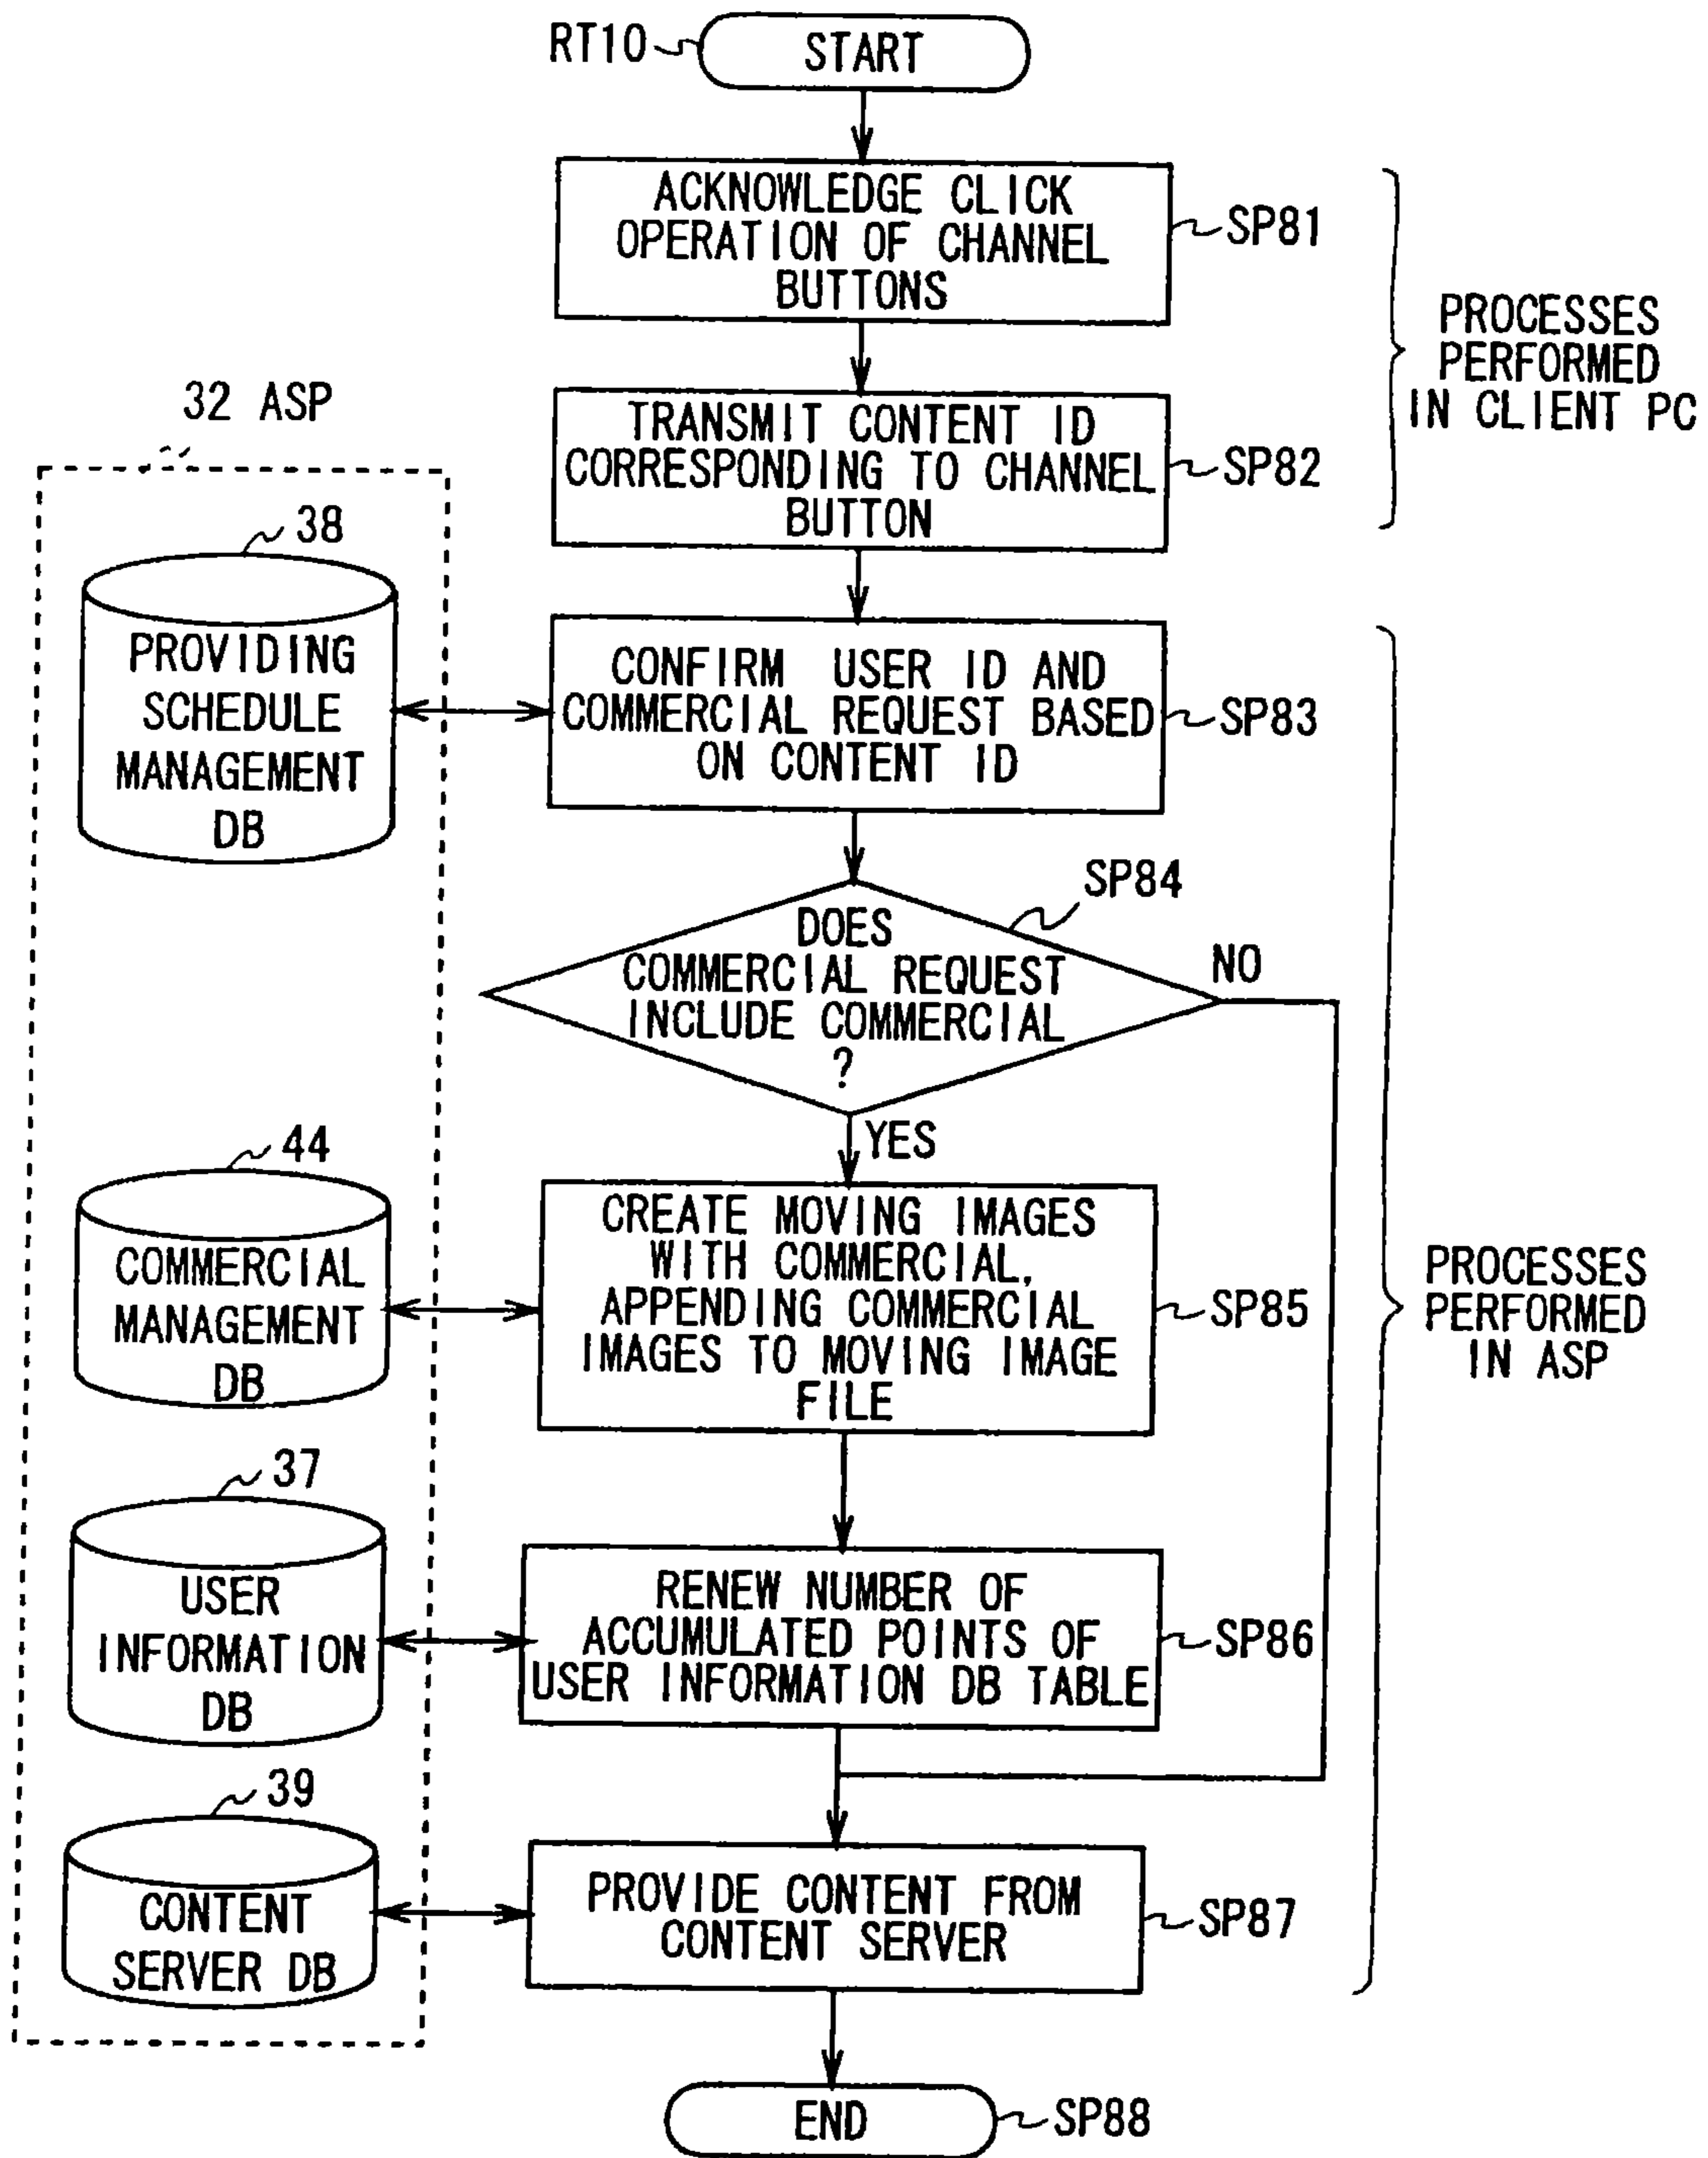 RT10
START
ACKNOWLEDGE CLICK
OPERATION OF CHANNEL
BUTTONS
SP81
PROCESSES
PERFORMED
IN CLIENT PC
TRANSMIT CONTENT ID
CORRESPONDING TO CHANNEL
BUTTON
SP82
32 ASP
38
PROVIDING
SCHEDULE
MANAGEMENT
DB
CONFIRM USER ID AND
COMMERCIAL REQUEST BASED
ON CONTENT ID
SP83
SP84
DOES
COMMERCIAL REQUEST
INCLUDE COMMERCIAL
?
NO
YES
44
COMMERCIAL
MANAGEMENT
DB
CREATE MOVING IMAGES
WITH COMMERCIAL,
APPENDING COMMERCIAL
IMAGES TO MOVING IMAGE
FILE
SP85
PROCESSES
PERFORMED
IN ASP
37
USER
INFORMATION
DB
RENEW NUMBER OF
ACCUMULATED POINTS OF
USER INFORMATION DB TABLE
SP86
39
CONTENT
SERVER DB
PROVIDE CONTENT FROM
CONTENT SERVER
SP87
END
SP88